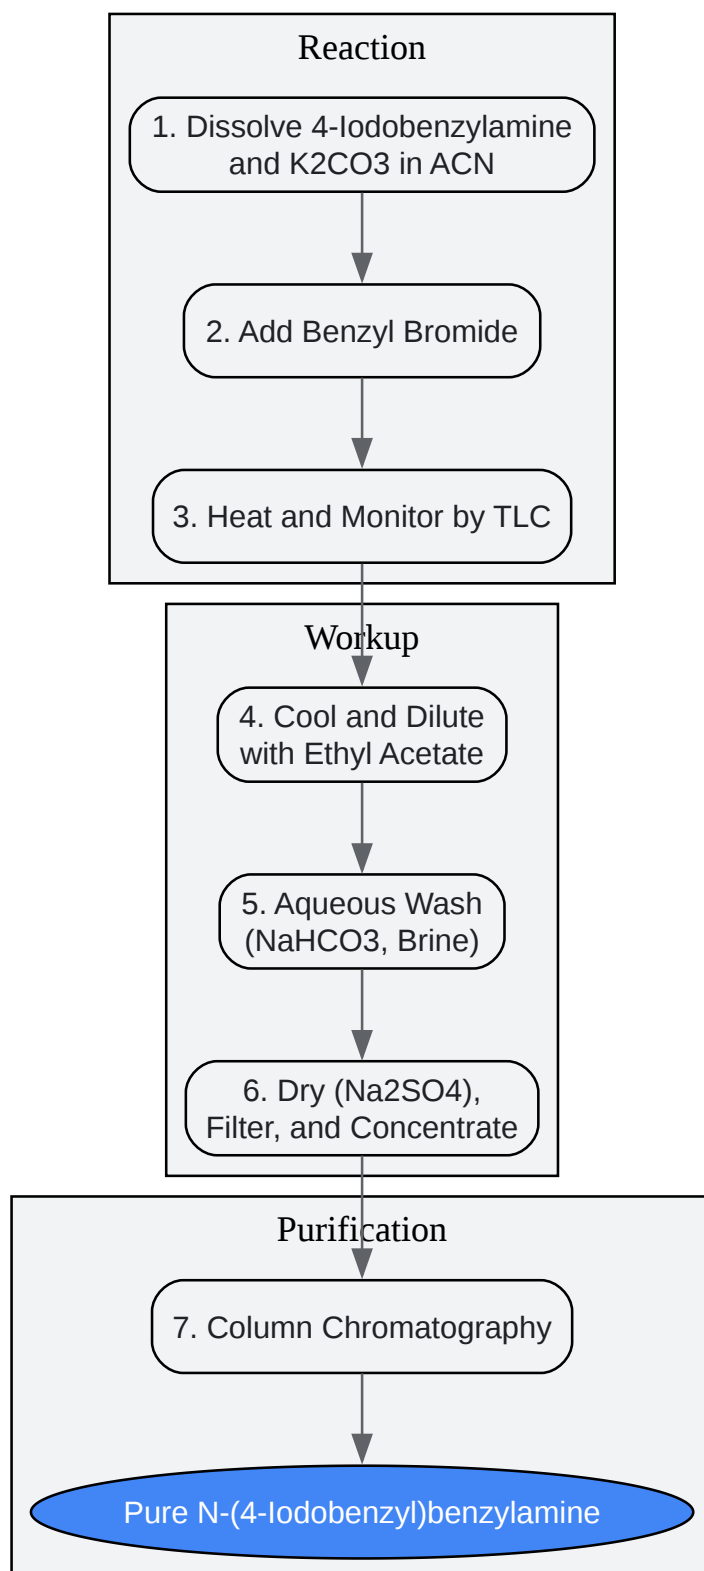 Reaction
1. Dissolve 4-Iodobenzylamine
and K2CO3 in ACN
2. Add Benzyl Bromide
3. Heat and Monitor by TLC
Workup
4. Cool and Dilute
with Ethyl Acetate
5. Aqueous Wash
(NaHCO3, Brine)
6. Dry (Na2SO4),
Filter, and Concentrate
Purification
7. Column Chromatography
Pure N-(4-Iodobenzyl)benzylamine